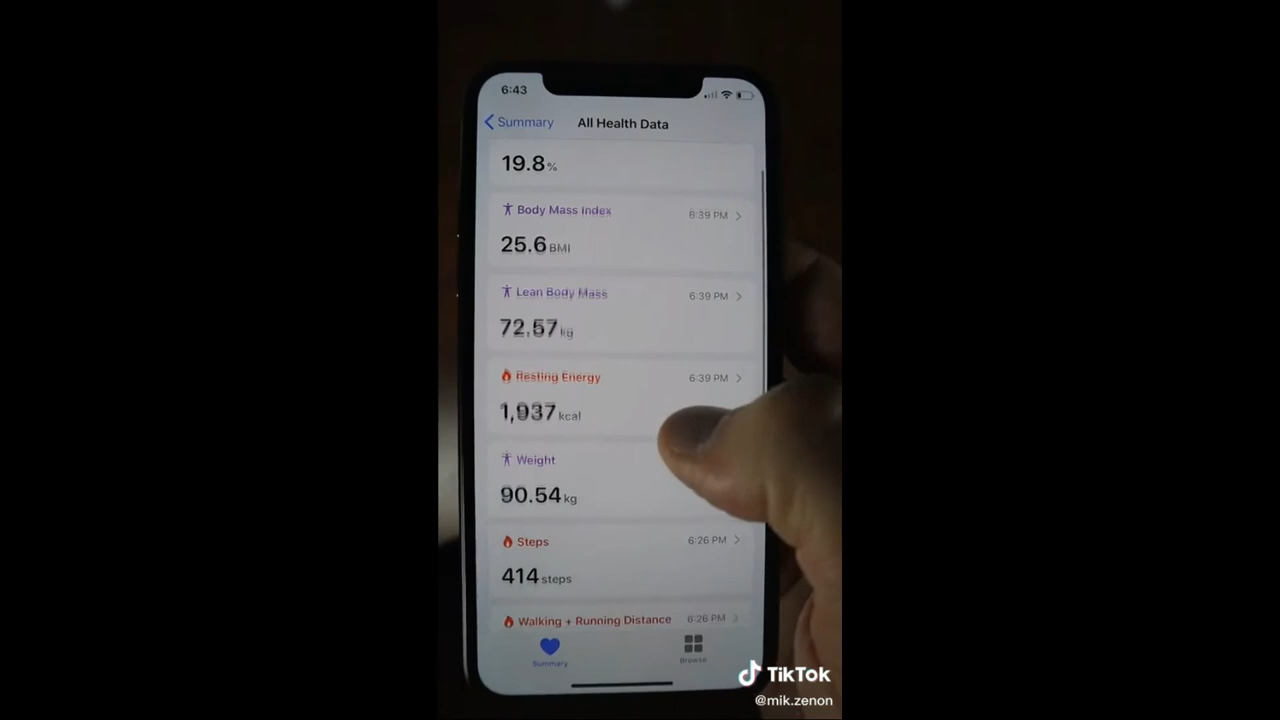 6:43
Summary
All Health Data
19.8 %
Body Mass Index
6:39 PM
25.6 BMI
Lean Body Mass
6:39 PM
72.57 kg
Resting Energy
6:39 PM
1,937 kcal
Weight
90.54 kg
Steps
6:26 PM
414 steps
Walking + Running Distance
6:26 PM
Summary
Browse
TikTok
@mik.zenon